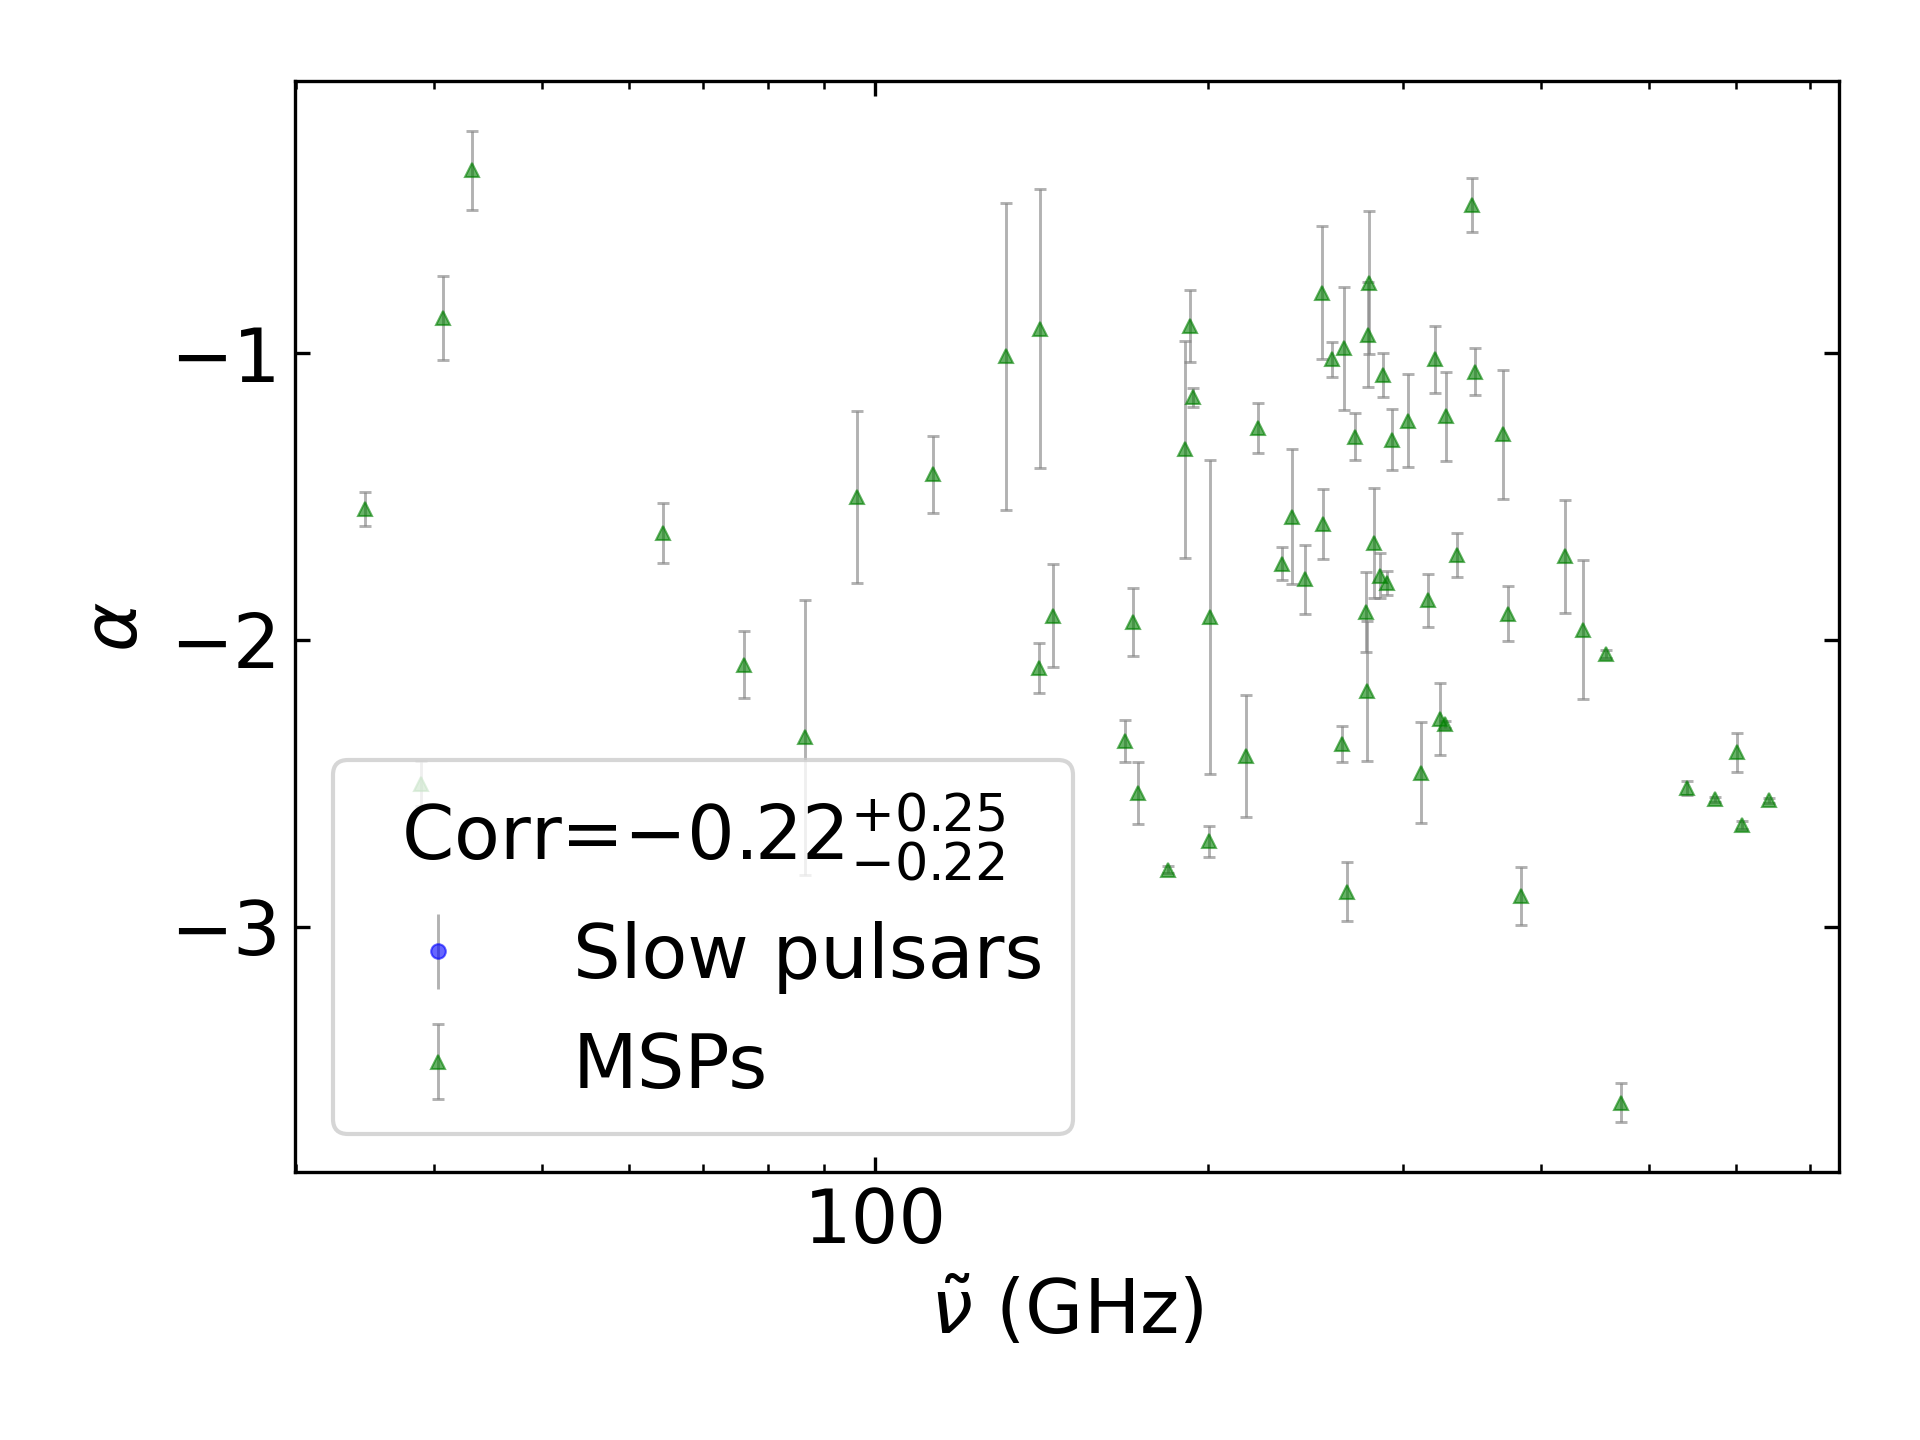 −1
−2
−3
α
Corr=−0.22 +0.25 −0.22
Slow pulsars
MSPs
100
ν̃ (GHz)